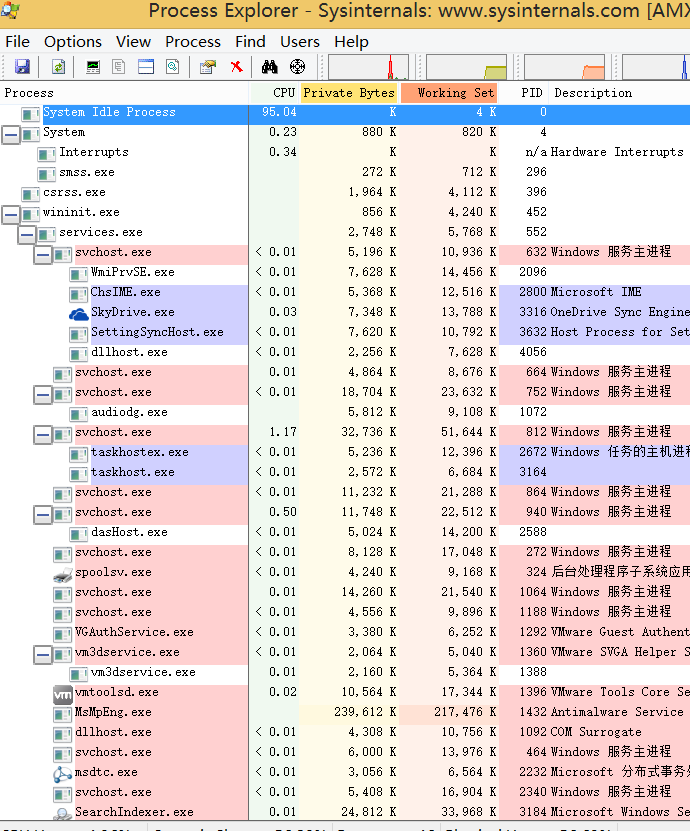 Process Explorer - Sysinternals: www.sysinternals.com [AMX
File Options View Process Find Users Help
Process CPU Private Bytes Working Set PID Description
System Idle Process 95.04 4 K 0
System 0.23 880 K 820 K 4
Interrupts 0.34 K K n/a Hardware Interrupts
smss.exe 272 K 712 K 296
csrss.exe 1,964 K 4,112 K 396
wininit.exe 856 K 4,240 K 452
services.exe 2,748 K 5,768 K 552
svchost.exe < 0.01 5,196 K 10,936 K 632 Windows 服务主进程
WmiPrvSE.exe < 0.01 7,628 K 14,456 K 2096
ChsIME.exe < 0.01 5,368 K 12,516 K 2800 Microsoft IME
SkyDrive.exe 0.03 7,348 K 13,788 K 3316 OneDrive Sync Engine
SettingSyncHost.exe < 0.01 7,620 K 10,792 K 3632 Host Process for Set
dllhost.exe < 0.01 2,256 K 7,628 K 4056
svchost.exe < 0.01 4,864 K 8,676 K 664 Windows 服务主进程
svchost.exe < 0.01 18,704 K 23,632 K 752 Windows 服务主进程
audiodg.exe 5,812 K 9,108 K 1072
svchost.exe 1.17 32,736 K 51,644 K 812 Windows 服务主进程
taskhostex.exe < 0.01 5,236 K 12,396 K 2672 Windows 任务的主机进程
taskhost.exe < 0.01 2,572 K 6,684 K 3164
svchost.exe < 0.01 11,232 K 21,288 K 864 Windows 服务主进程
svchost.exe 0.50 11,748 K 22,512 K 940 Windows 服务主进程
dasHost.exe < 0.01 5,024 K 14,200 K 2588
svchost.exe < 0.01 8,128 K 17,048 K 272 Windows 服务主进程
spoolsv.exe < 0.01 4,240 K 9,168 K 324 后台处理程序子系统应用
svchost.exe < 0.01 14,260 K 21,540 K 1064 Windows 服务主进程
svchost.exe < 0.01 4,556 K 9,896 K 1188 Windows 服务主进程
VGAuthService.exe < 0.01 3,380 K 6,252 K 1292 VMware Guest Authent
vm3dservice.exe < 0.01 2,064 K 5,040 K 1360 VMware SVGA Helper S
vm3dservice.exe 0.01 2,160 K 5,364 K 1388
vmtoolsd.exe 0.02 10,564 K 17,344 K 1396 VMware Tools Core Se
MsMpEng.exe 239,612 K 217,476 K 1432 Antimalware Service
dllhost.exe < 0.01 4,308 K 10,756 K 1092 COM Surrogate
svchost.exe < 0.01 6,000 K 13,976 K 464 Windows 服务主进程
msdtc.exe < 0.01 3,056 K 6,564 K 2232 Microsoft 分布式事务处
svchost.exe < 0.01 5,408 K 16,904 K 2340 Windows 服务主进程
SearchIndexer.exe 0.01 24,812 K 33,968 K 3184 Microsoft Windows Se